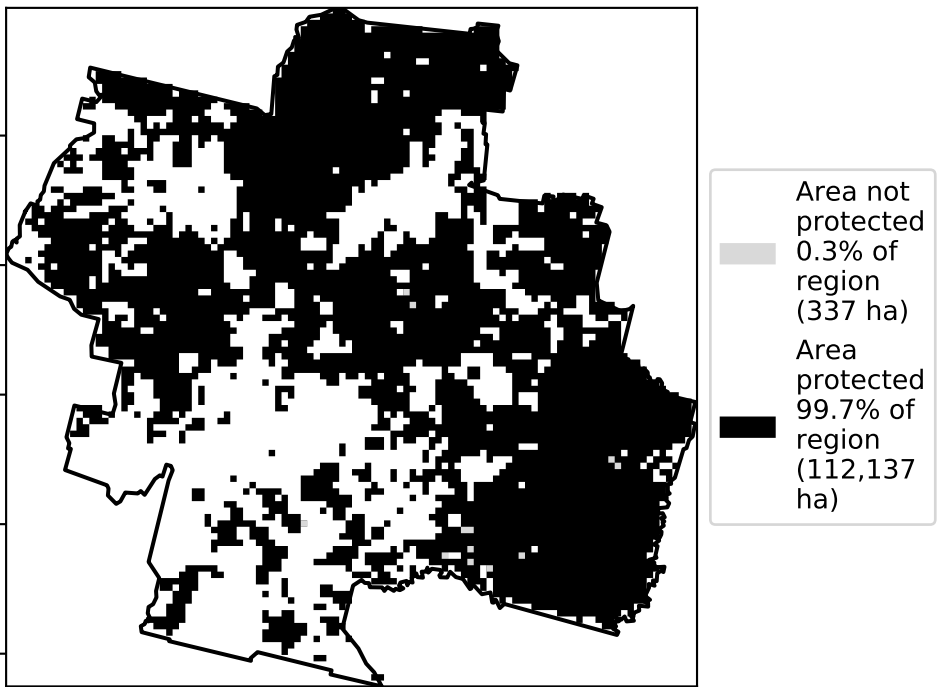 Area not
protected
0.3% of
region
(337 ha)
Area
protected
99.7% of
region
(112,137
ha)